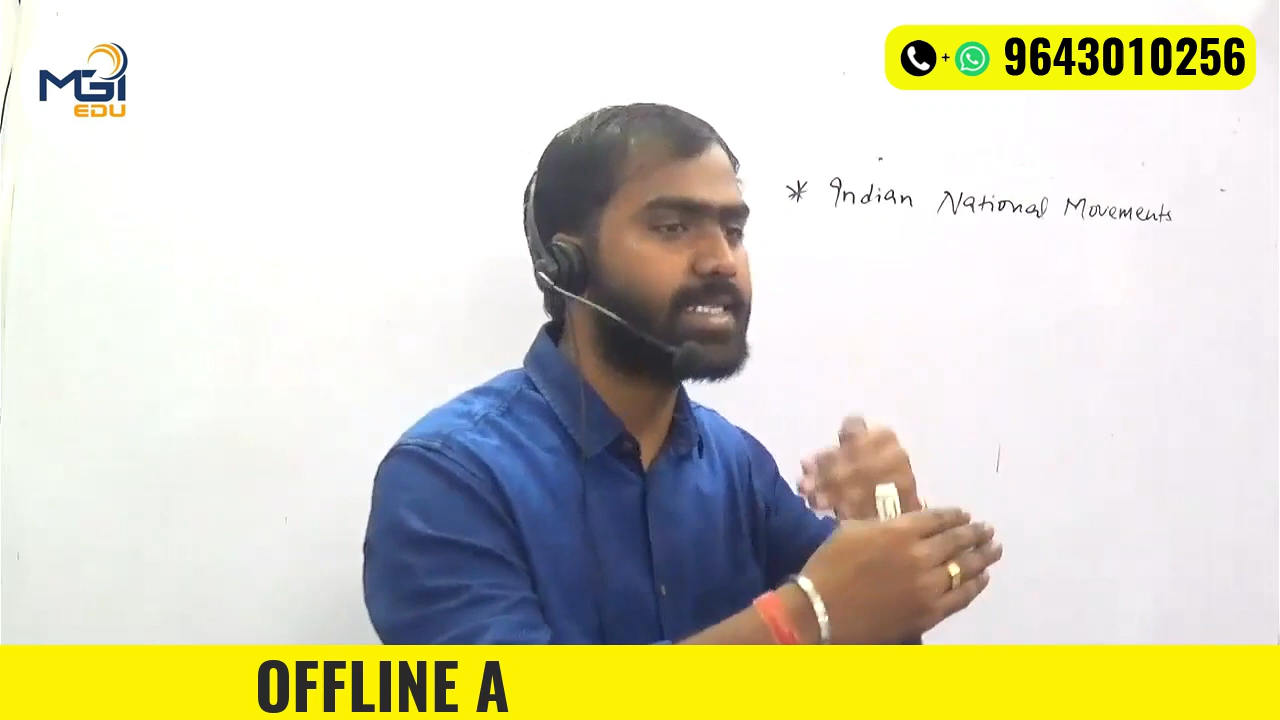 MGI
EDU
+ 9643010256
* Indian National Movements
OFFLINE A